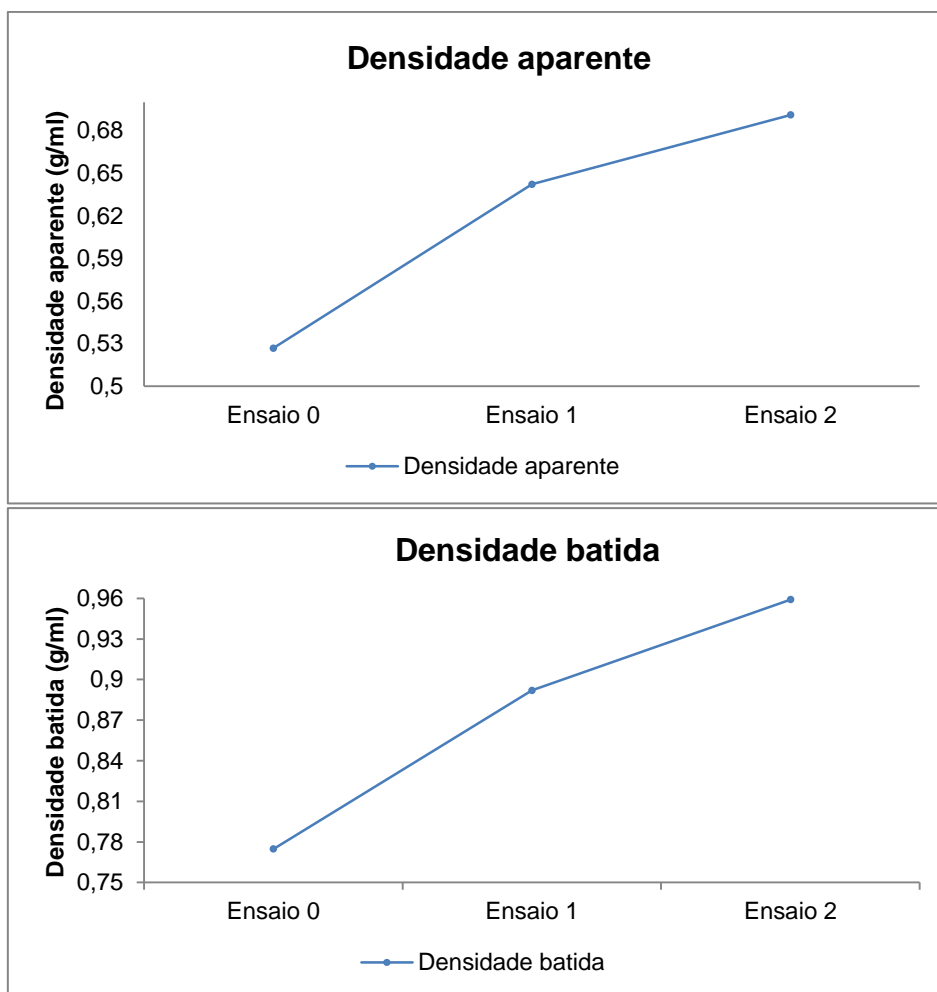 Densidade aparente
Densidade aparente (g/ml)
0,68
0,65
0,62
0,59
0,56
0,53
0,5
Ensaio 0
Ensaio 1
Ensaio 2
Densidade aparente
Densidade batida
Densidade batida (g/ml)
0,96
0,93
0,9
0,87
0,84
0,81
0,78
0,75
Ensaio 0
Ensaio 1
Ensaio 2
Densidade batida